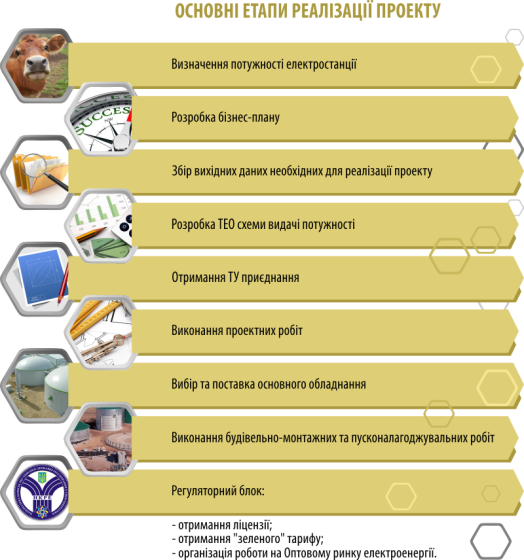 ОСНОВНІ ЕТАПИ РЕАЛІЗАЦІЇ ПРОЕКТУ
Визначення потужності електростанції
SUCCESS
Розробка бізнес-плану
Збір вихідних даних необхідних для реалізації проекту
Розробка ТЕО схеми видачі потужності
Отримання ТУ приєднання
Виконання проектних робіт
Вибір та поставка основного обладнання
Виконання будівельно-монтажних та пусконалагоджувальних робіт
Регуляторний блок:
- отримання ліцензії;
- отримання "зеленого" тарифу;
- організація роботи на Оптовому ринку електроенергії.